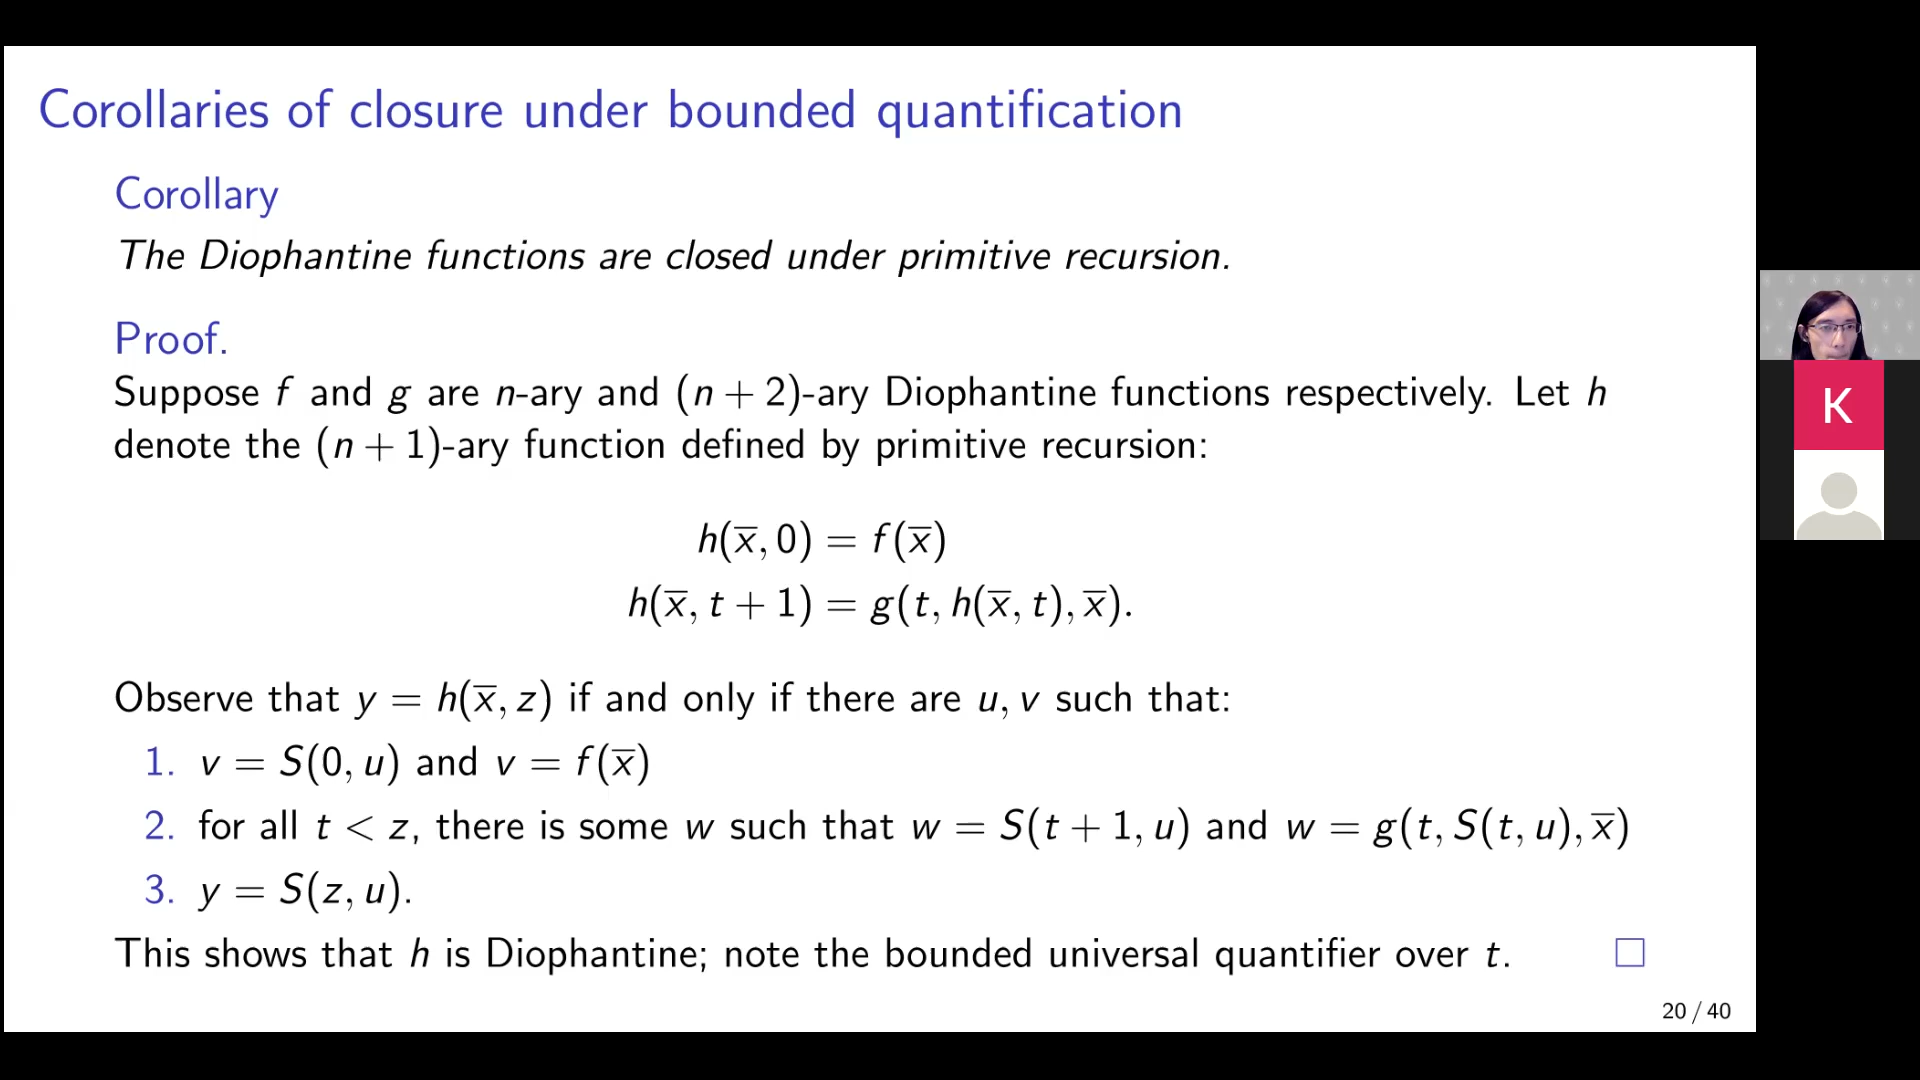 Corollaries of closure under bounded quantification
Corollary
The Diophantine functions are closed under primitive recursion.
Proof.
Suppose f and g are n-ary and (n + 2)-ary Diophantine functions respectively. Let h
denote the (n + 1)-ary function defined by primitive recursion:
h(x̅, 0) = f(x̅)
h(x̅, t + 1) = g(t, h(x̅, t), x̅).
Observe that y = h(x̅, z) if and only if there are u, v such that:
1. v = S(0, u) and v = f(x̅)
2. for all t < z, there is some w such that w = S(t + 1, u) and w = g(t, S(t, u), x̅)
3. y = S(z, u).
This shows that h is Diophantine; note the bounded universal quantifier over t. □
20 / 40
K